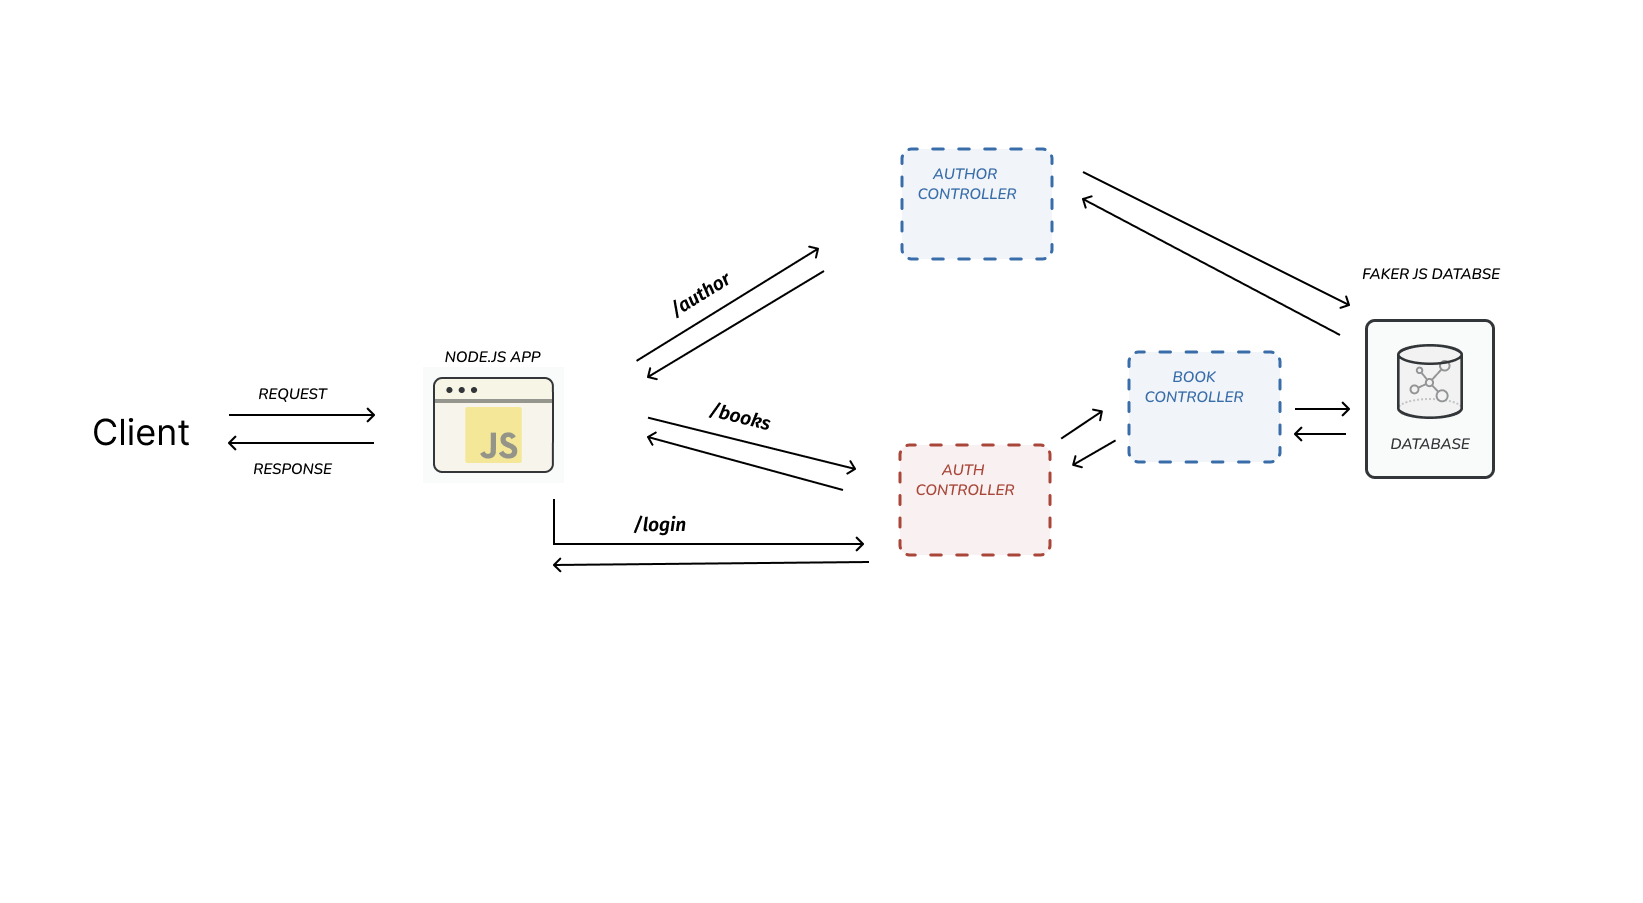 AUTHOR
CONTROLLER
FAKER JS DATABSE
/author
NODE.JS APP
BOOK
CONTROLLER
REQUEST
/books
Client
JS
DATABASE
RESPONSE
AUTH
CONTROLLER
/login